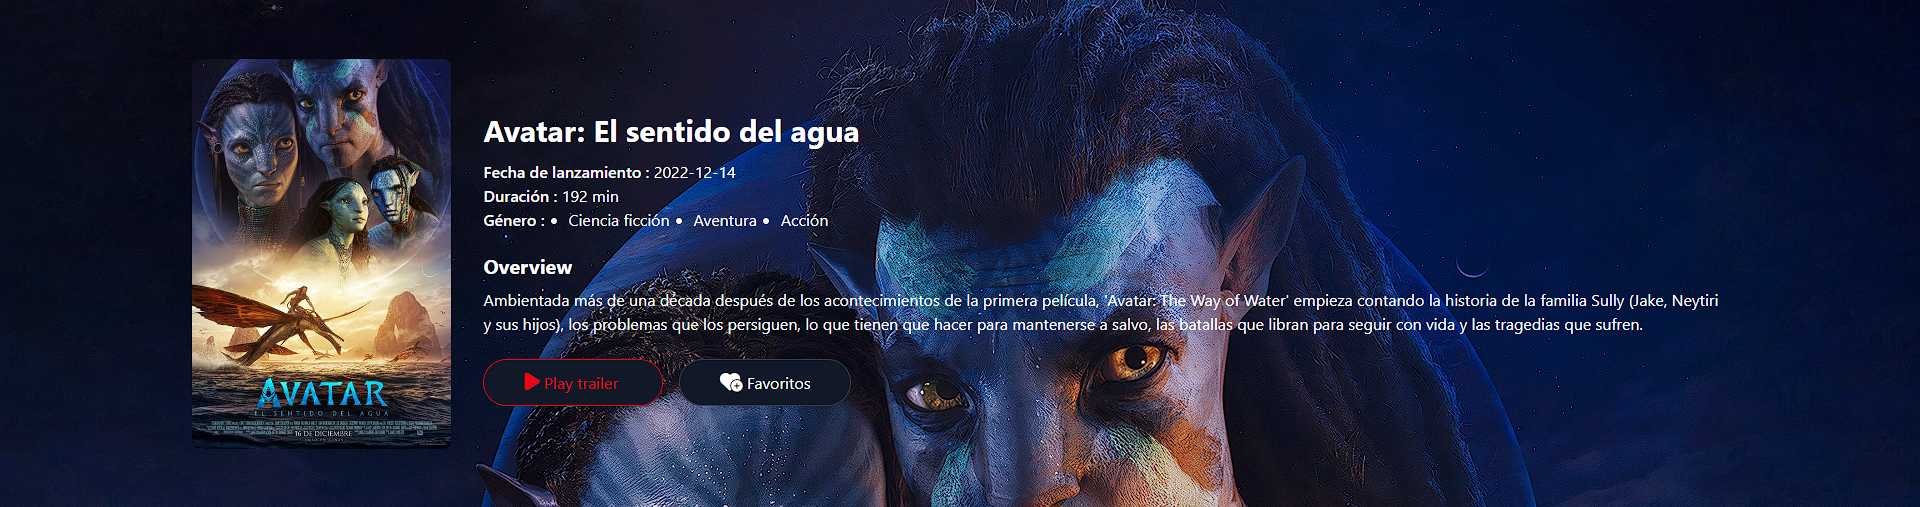 Avatar: El sentido del agua
Fecha de lanzamiento : 2022-12-14
Duración : 192 min
Género : • Ciencia ficción • Aventura • Acción
Overview
Ambientada más de una década después de los acontecimientos de la primera película, 'Avatar: The Way of Water' empieza contando la historia de la familia Sully (Jake, Neytiri
y sus hijos), los problemas que los persiguen, lo que tienen que hacer para mantenerse a salvo, las batallas que libran para seguir con vida y las tragedias que sufren.
Play trailer
Favoritos
AVATAR
EL SENTIDO DEL AGUA
16 DE DICIEMBRE